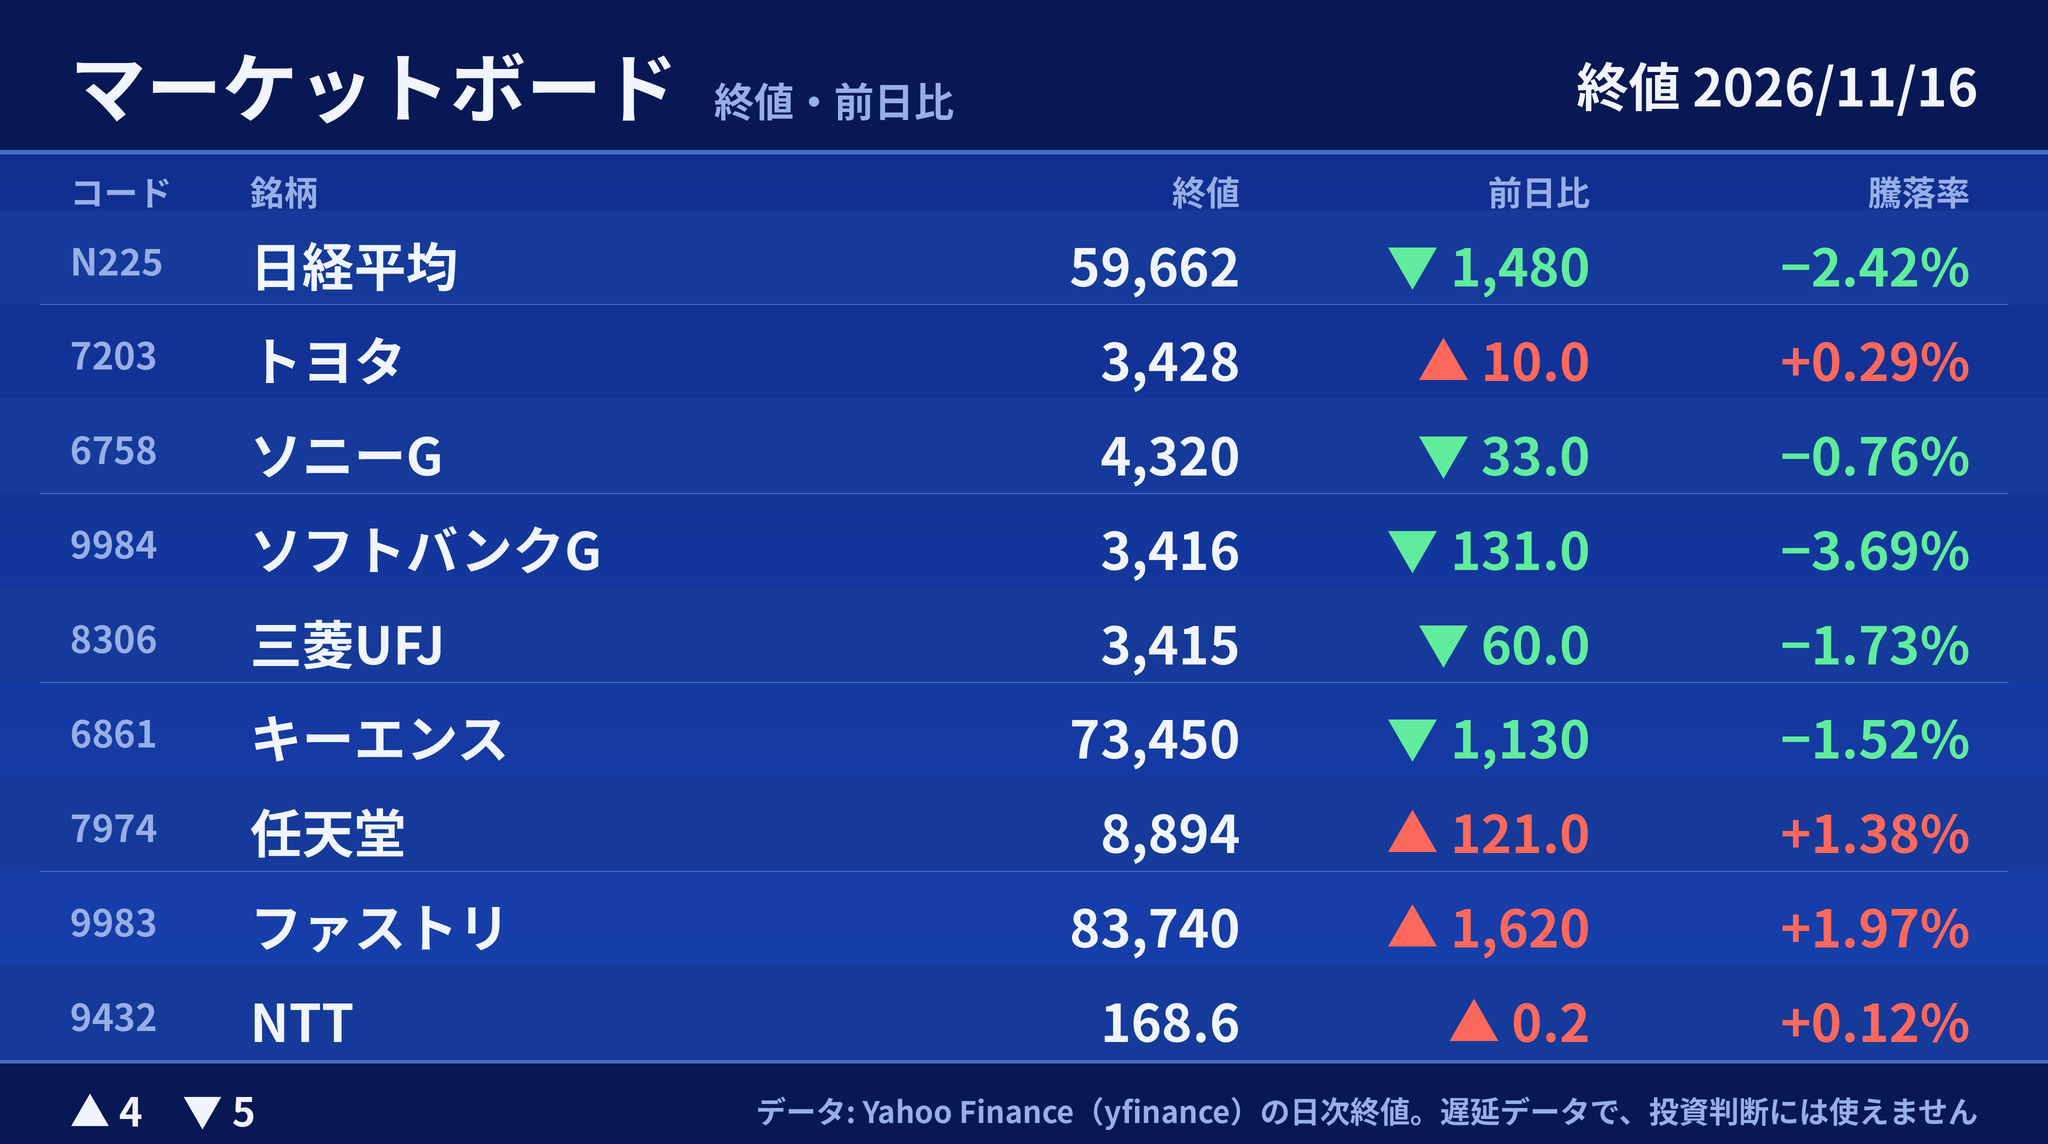 マーケットボード 終値・前日比 終値 2026/11/16
コード 銘柄 終値 前日比 騰落率
N225 日経平均 59,662 ▼ 1,480 −2.42%
7203 トヨタ 3,428 ▲ 10.0 +0.29%
6758 ソニーG 4,320 ▼ 33.0 −0.76%
9984 ソフトバンクG 3,416 ▼ 131.0 −3.69%
8306 三菱UFJ 3,415 ▼ 60.0 −1.73%
6861 キーエンス 73,450 ▼ 1,130 −1.52%
7974 任天堂 8,894 ▲ 121.0 +1.38%
9983 ファストリ 83,740 ▲ 1,620 +1.97%
9432 NTT 168.6 ▲ 0.2 +0.12%
▲ 4 ▼ 5 データ: Yahoo Finance（yfinance）の日次終値。遅延データで、投資判断には使えません